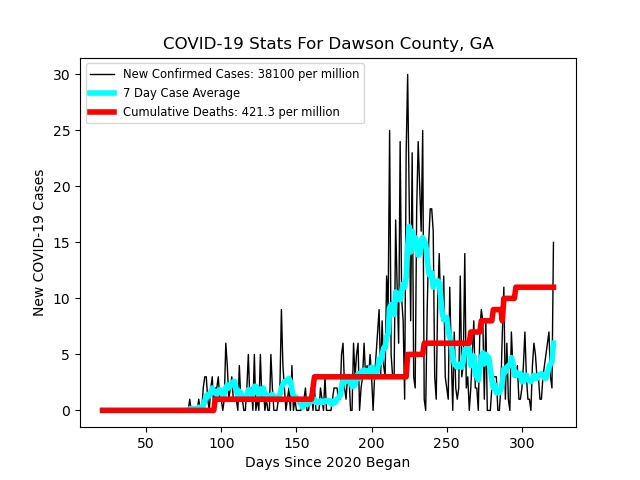 COVID-19 Stats For Dawson County, GA
New Confirmed Cases: 38100 per million
7 Day Case Average
Cumulative Deaths: 421.3 per million
New COVID-19 Cases
30
25
20
15
10
5
0
50
100
150
200
250
300
Days Since 2020 Began